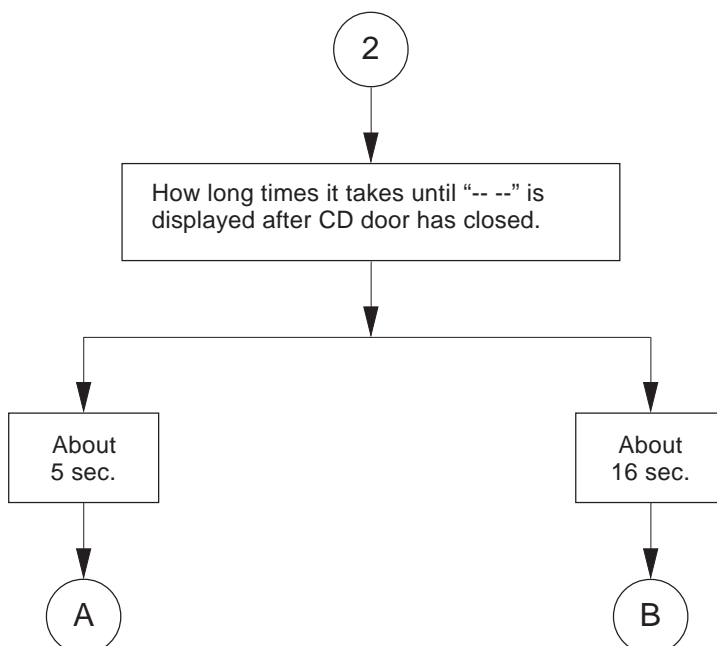 2
How long times it takes until “-- --” is
displayed after CD door has closed.
About
5 sec.
About
16 sec.
A
B